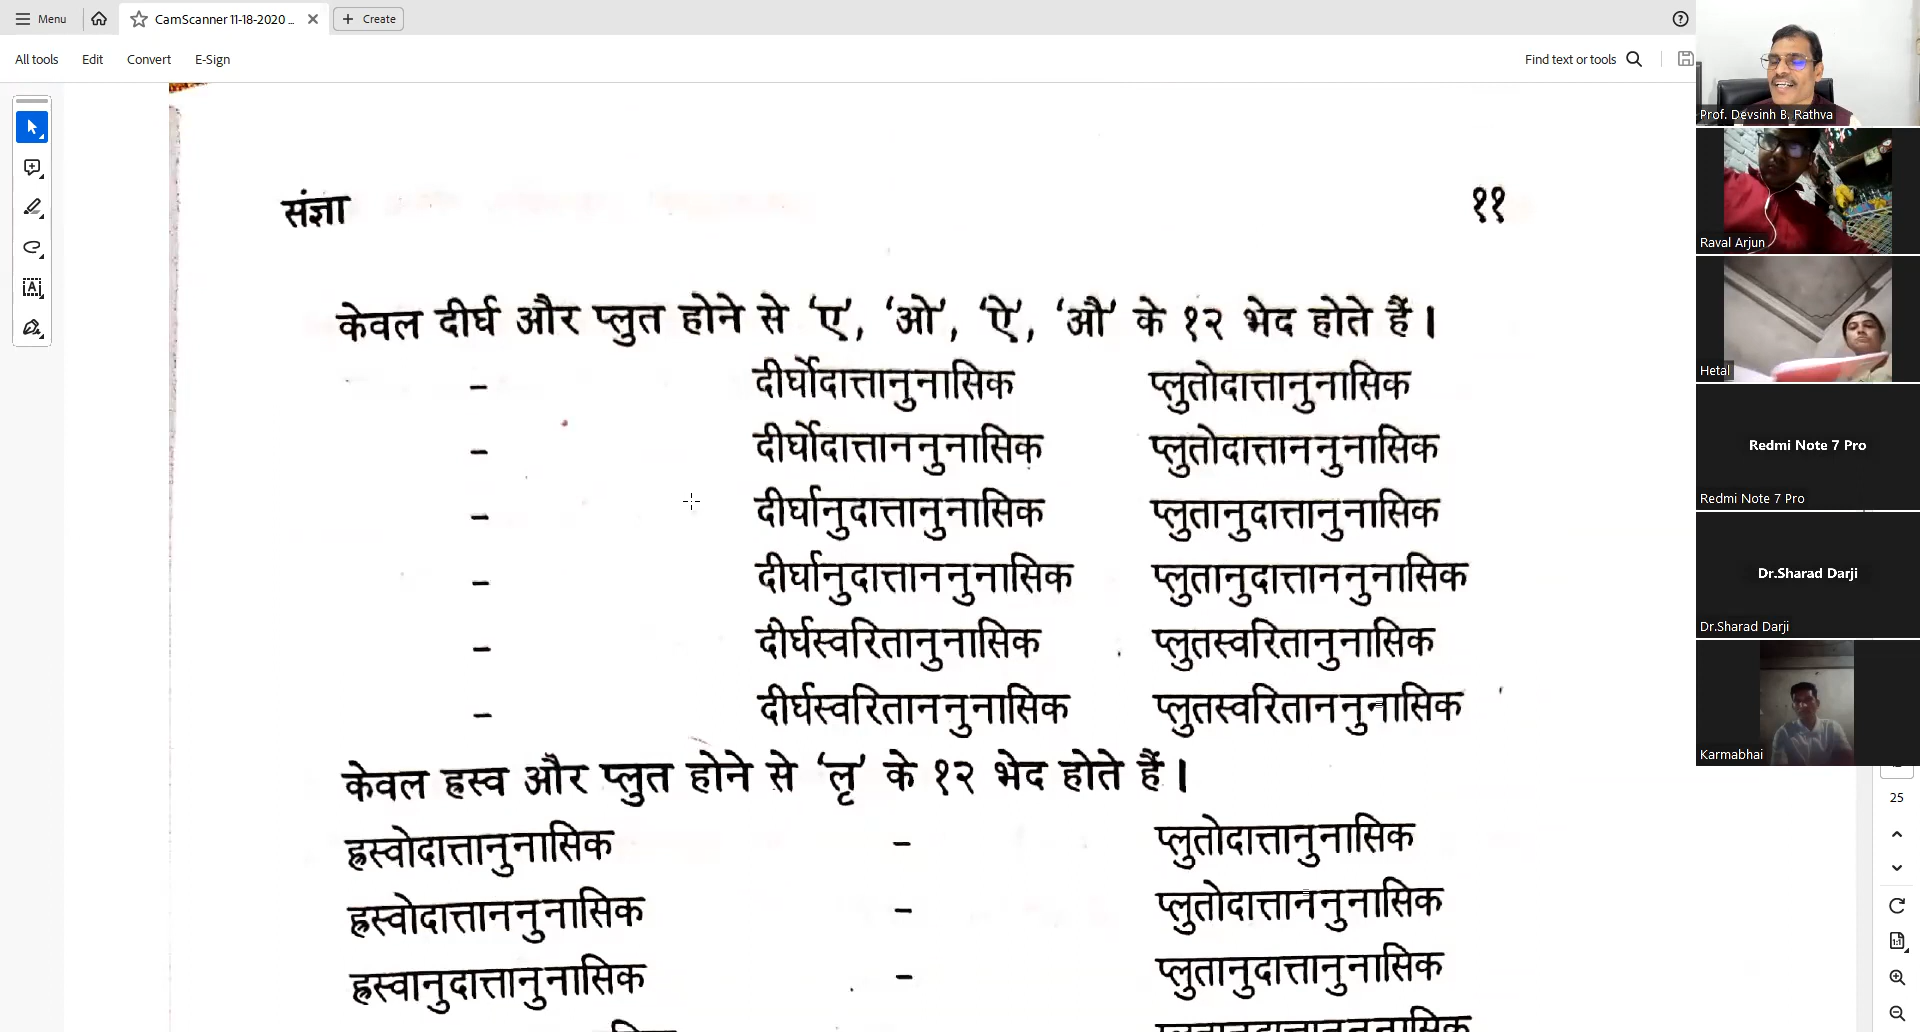 Menu CamScanner 11-18-2020 ... Create
All tools Edit Convert E-Sign Find text or tools
संज्ञा ११
केवल दीर्घ और प्लुत होने से ‘ए’, ‘ओ’, ‘ऐ’, ‘औ’ के १२ भेद होते हैं।
- दीर्घोदात्तानुनासिक प्लुतोदात्तानुनासिक
- दीर्घोदात्ताननुनासिक प्लुतोदात्ताननुनासिक
- दीर्घानुदात्तानुनासिक प्लुतानुदात्तानुनासिक
- दीर्घानुदात्ताननुनासिक प्लुतानुदात्ताननुनासिक
- दीर्घस्वरितानुनासिक प्लुतस्वरितानुनासिक
- दीर्घस्वरिताननुनासिक प्लुतस्वरिताननुनासिक
केवल ह्रस्व और प्लुत होने से ‘लृ’ के १२ भेद होते हैं।
ह्रस्वोदात्तानुनासिक - प्लुतोदात्तानुनासिक
ह्रस्वोदात्ताननुनासिक - प्लुतोदात्ताननुनासिक
ह्रस्वानुदात्तानुनासिक - प्लुतानुदात्तानुनासिक
Prof. Devsinh B. Rathva
Raval Arjun
Hetal
Redmi Note 7 Pro
Redmi Note 7 Pro
Dr.Sharad Darji
Dr.Sharad Darji
Karmabhai
25